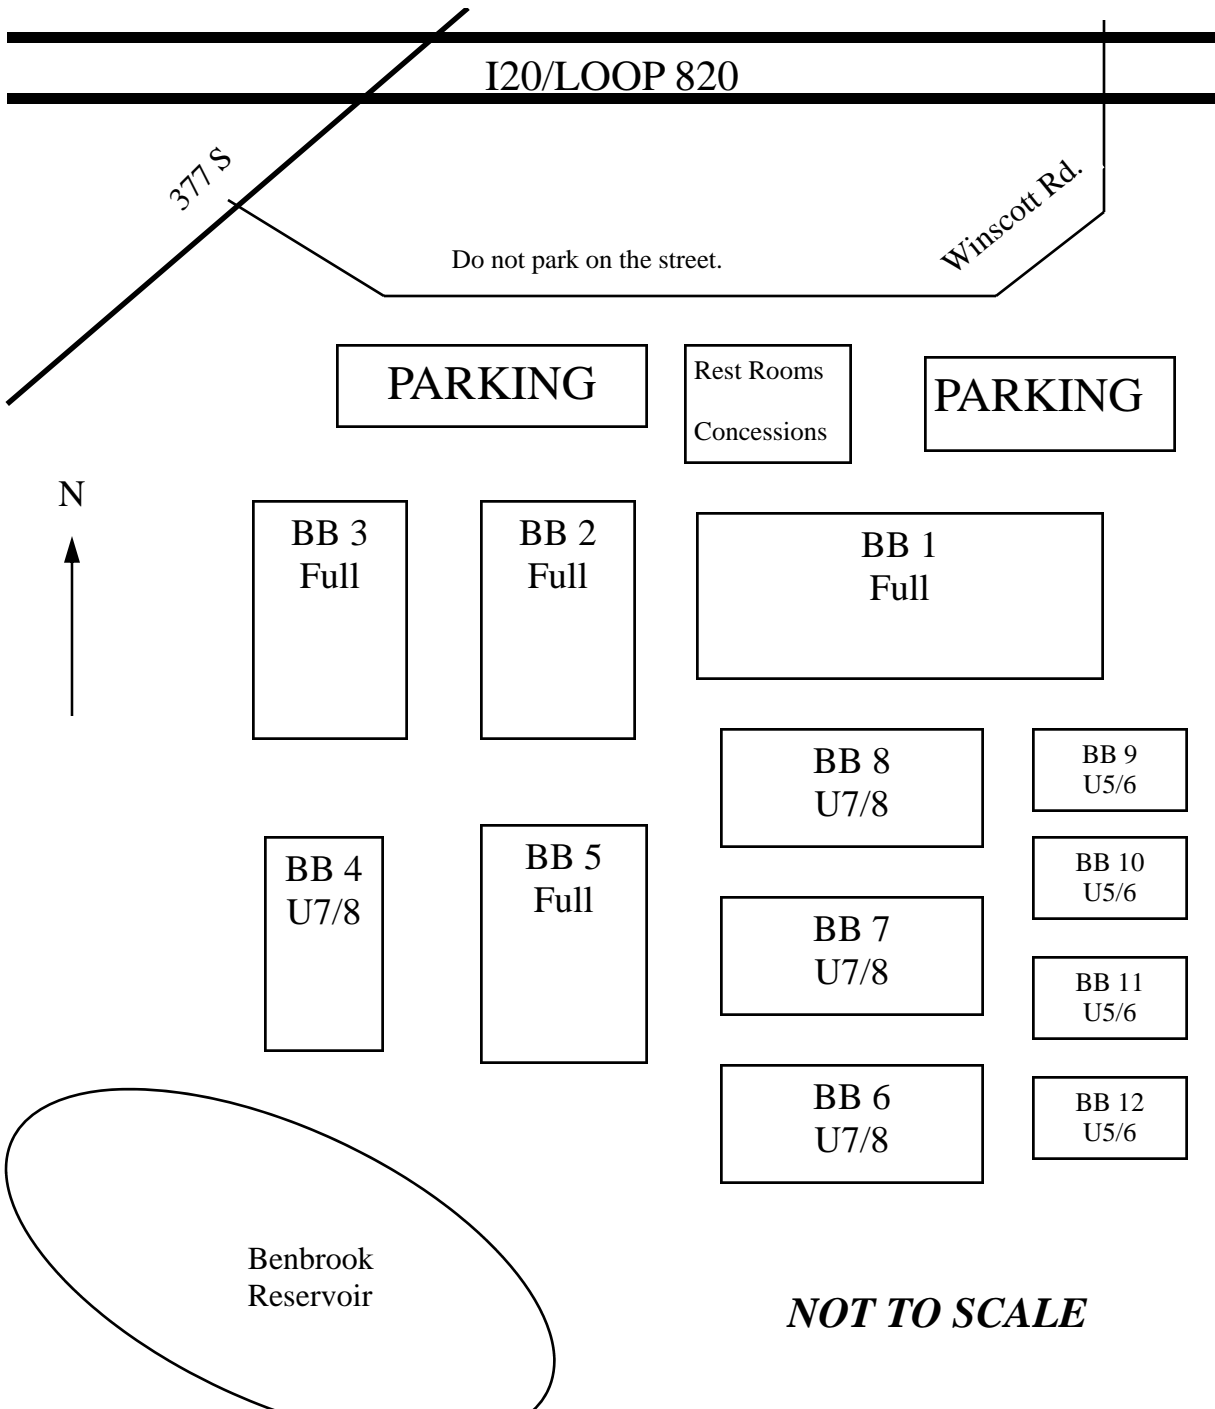 I20/LOOP 820
377 S
Winscott Rd.
Do not park on the street.
PARKING
Rest Rooms
Concessions
PARKING
N
BB 3
Full
BB 2
Full
BB 1
Full
BB 8
U7/8
BB 9
U5/6
BB 4
U7/8
BB 5
Full
BB 10
U5/6
BB 7
U7/8
BB 11
U5/6
BB 6
U7/8
BB 12
U5/6
Benbrook
Reservoir
NOT TO SCALE